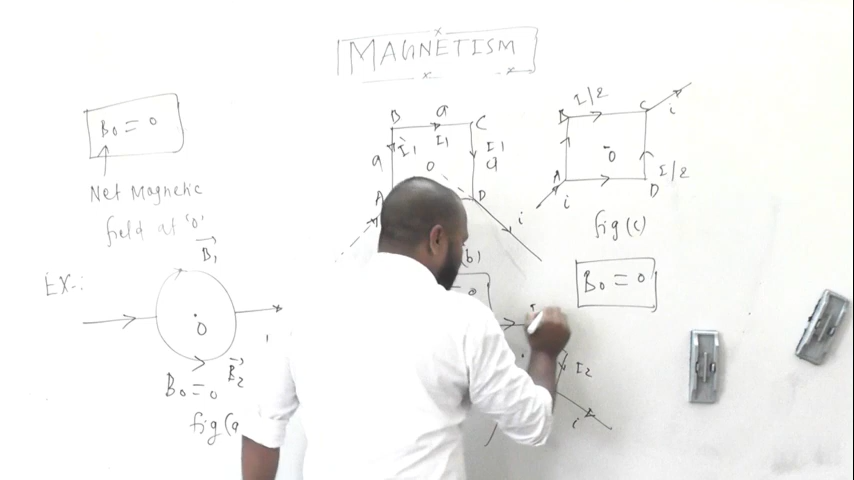 MAGNETISM
B₀ = 0
Net Magnetic
field at 'O'
EX-:
B₁
O
B₂
B₀ = 0
fig(a
B
a
C
I₁
I₁
I₁
a
a
O
A
D
i
(b)
B
I/2
C
i
O
A
i
D
I/2
fig(c)
B₀ = 0
I₂
i